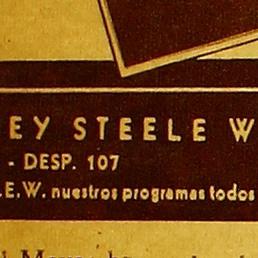 EY STEELE W
- DESP. 107
.E.W. nuestros programas todos